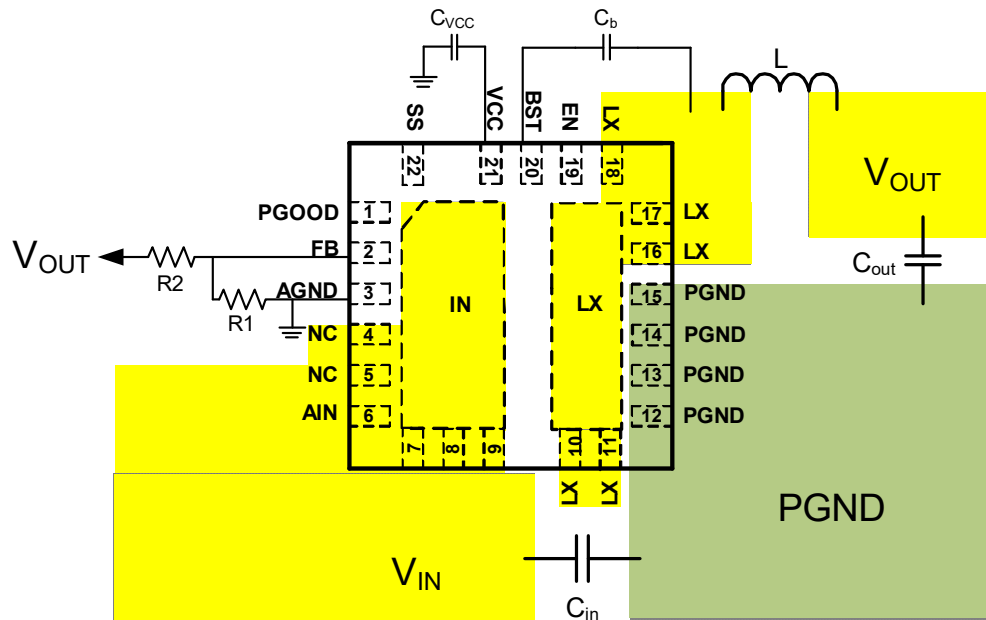 CVCC
Cb
L
SS
VCC
BST
EN
LX
22
21
20
19
18
VOUT
PGOOD
1
17
LX
VOUT
R2
FB
2
16
LX
Cout
AGND
3
IN
LX
15
PGND
R1
NC
4
14
PGND
NC
5
13
PGND
AIN
6
12
PGND
7
8
9
10
11
LX
LX
PGND
VIN
Cin